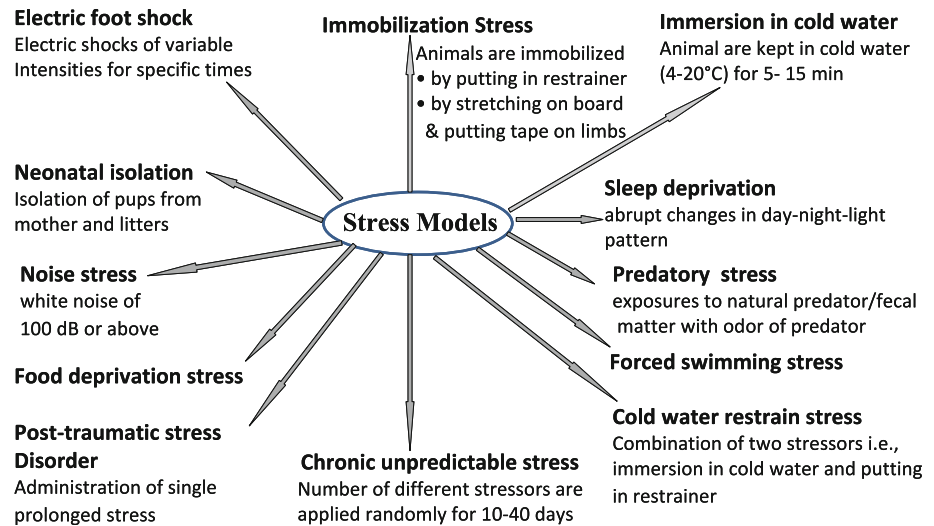 Electric foot shock
Electric shocks of variable
Intensities for specific times
Immobilization Stress
Animals are immobilized
• by putting in restrainer
• by stretching on board
& putting tape on limbs
Immersion in cold water
Animal are kept in cold water
(4-20°C) for 5- 15 min
Neonatal isolation
Isolation of pups from
mother and litters
Stress Models
Sleep deprivation
abrupt changes in day-night-light
pattern
Noise stress
white noise of
100 dB or above
Predatory stress
exposures to natural predator/fecal
matter with odor of predator
Food deprivation stress
Forced swimming stress
Post-traumatic stress
Disorder
Administration of single
prolonged stress
Chronic unpredictable stress
Number of different stressors are
applied randomly for 10-40 days
Cold water restrain stress
Combination of two stressors i.e.,
immersion in cold water and putting
in restrainer